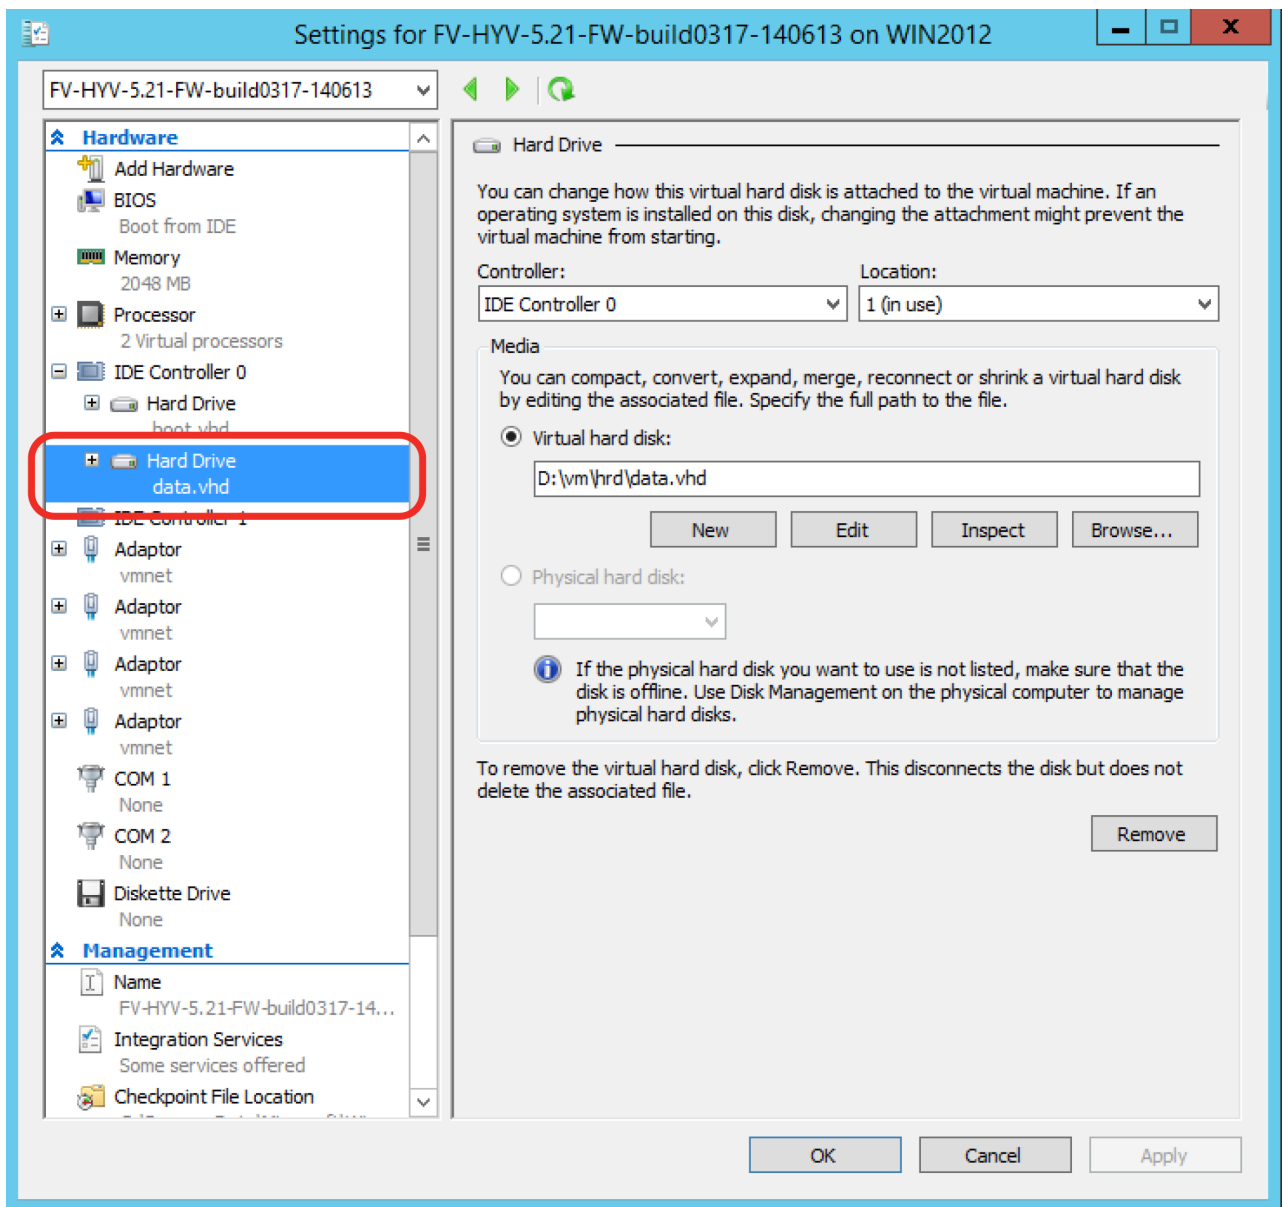 Settings for FV-HYV-5.21-FW-build0317-140613 on WIN2012
FV-HYV-5.21-FW-build0317-140613
Hardware
Add Hardware
BIOS
Boot from IDE
Memory
2048 MB
Processor
2 Virtual processors
IDE Controller 0
Hard Drive
boot.vhd
Hard Drive
data.vhd
IDE Controller 1
Adaptor
vmnet
Adaptor
vmnet
Adaptor
vmnet
Adaptor
vmnet
COM 1
None
COM 2
None
Diskette Drive
None
Management
Name
FV-HYV-5.21-FW-build0317-14...
Integration Services
Some services offered
Checkpoint File Location
Hard Drive
You can change how this virtual hard disk is attached to the virtual machine. If an
operating system is installed on this disk, changing the attachment might prevent the
virtual machine from starting.
Controller:
Location:
IDE Controller 0
1 (in use)
Media
You can compact, convert, expand, merge, reconnect or shrink a virtual hard disk
by editing the associated file. Specify the full path to the file.
Virtual hard disk:
D:\vm\hrd\data.vhd
New
Edit
Inspect
Browse...
Physical hard disk:
If the physical hard disk you want to use is not listed, make sure that the
disk is offline. Use Disk Management on the physical computer to manage
physical hard disks.
To remove the virtual hard disk, click Remove. This disconnects the disk but does not
delete the associated file.
Remove
OK
Cancel
Apply